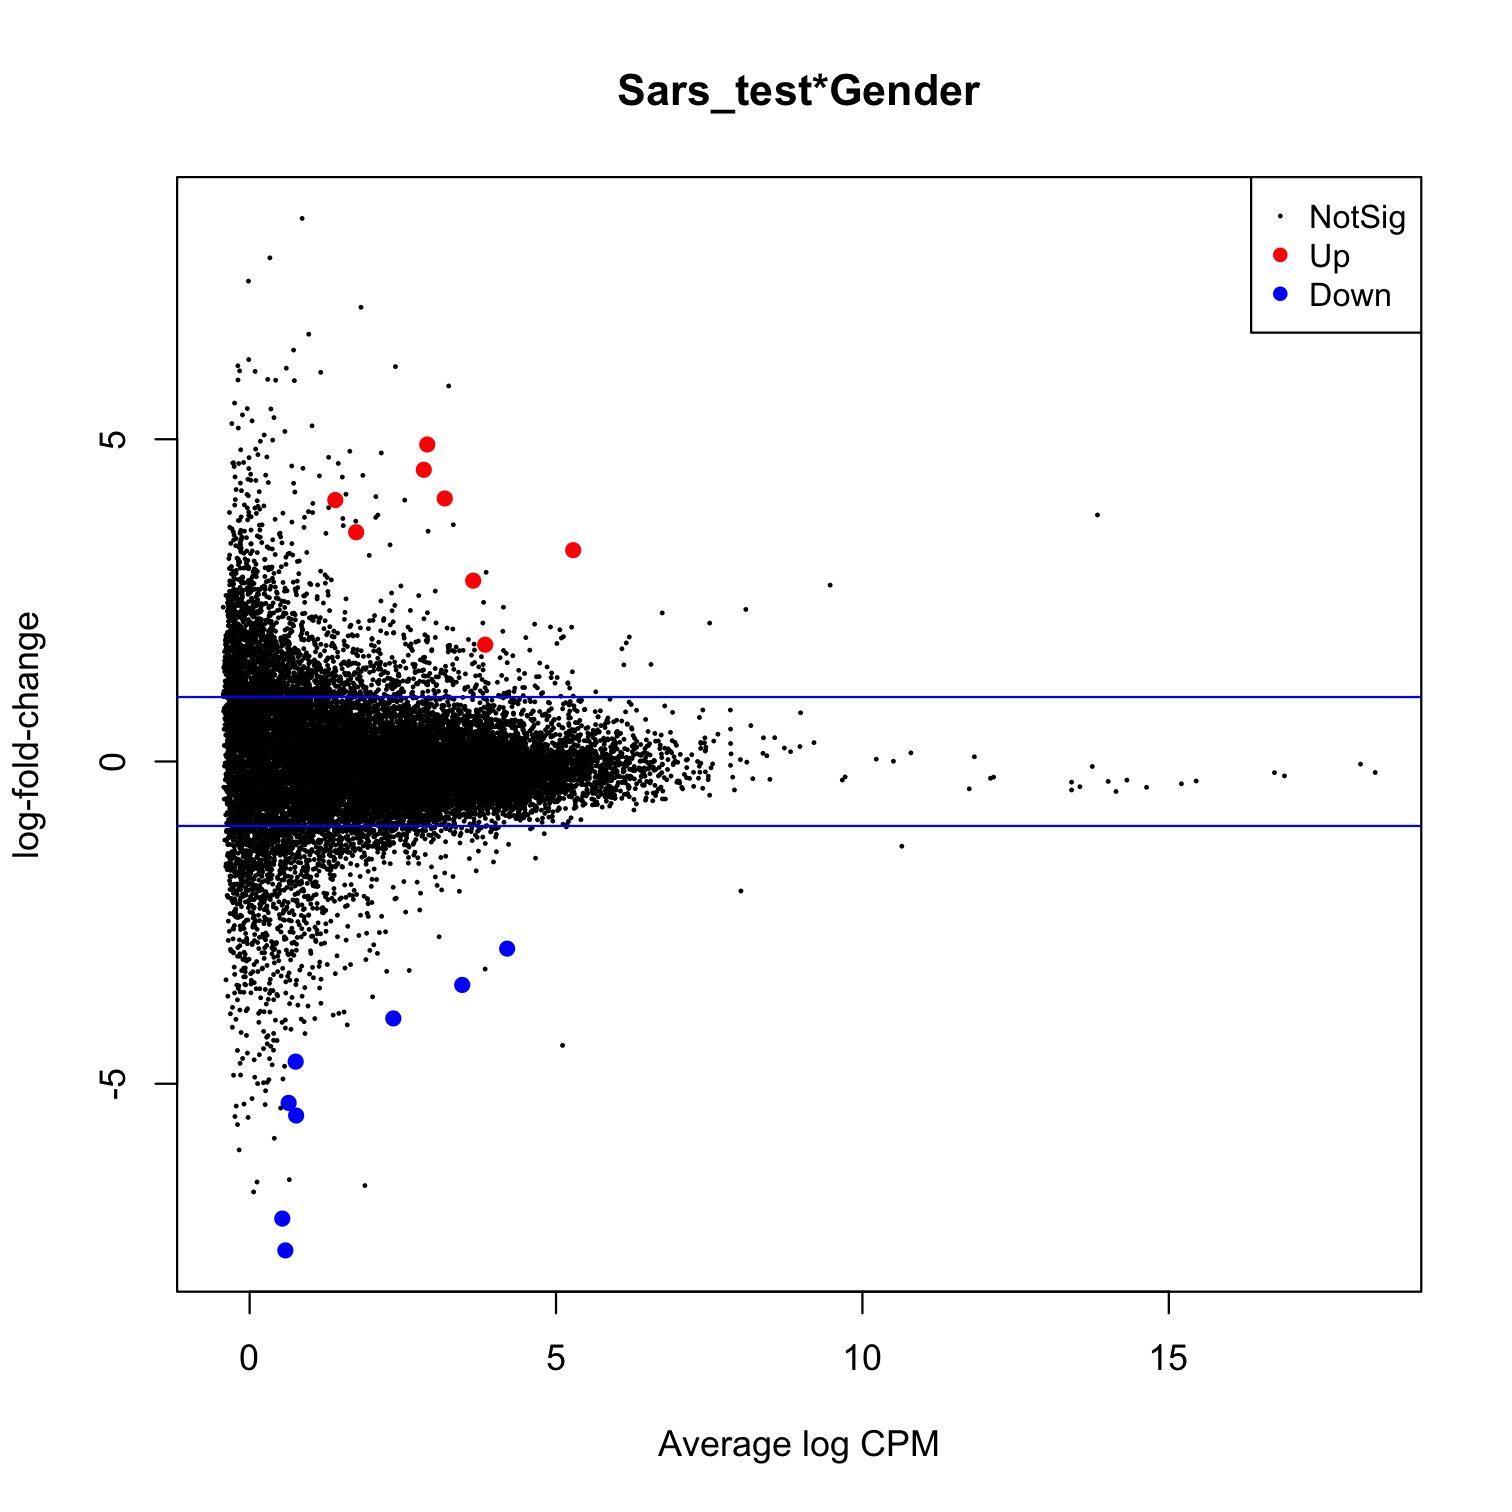 Sars_test*Gender
NotSig
Up
Down
log-fold-change
5
0
-5
0
5
10
15
Average log CPM